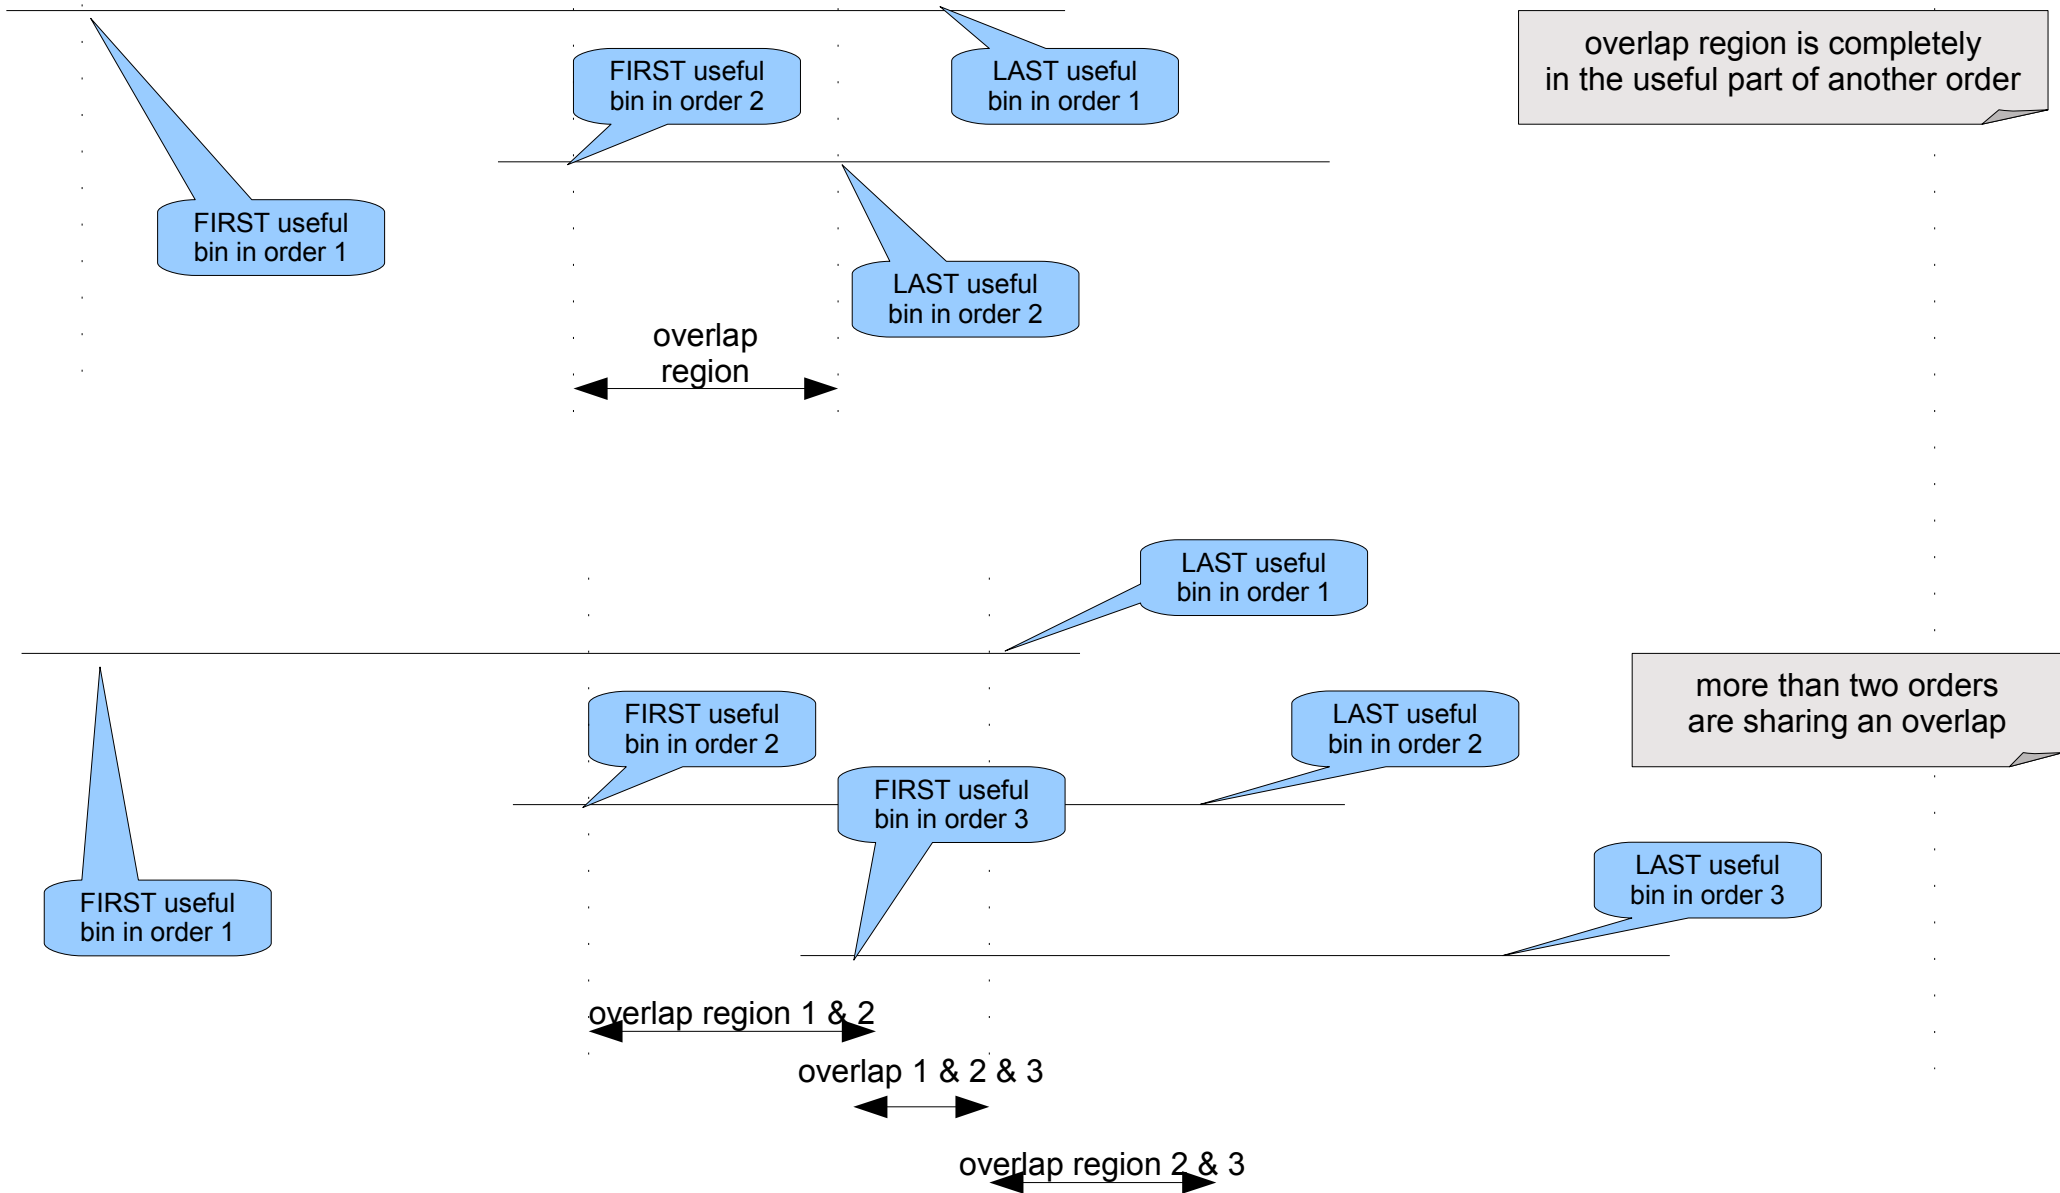 overlap region is completely
in the useful part of another order
FIRST useful
bin in order 2
LAST useful
bin in order 1
FIRST useful
bin in order 1
LAST useful
bin in order 2
overlap
region
LAST useful
bin in order 1
more than two orders
are sharing an overlap
FIRST useful
bin in order 2
LAST useful
bin in order 2
FIRST useful
bin in order 3
FIRST useful
bin in order 1
LAST useful
bin in order 3
overlap region 1 & 2
overlap 1 & 2 & 3
overlap region 2 & 3